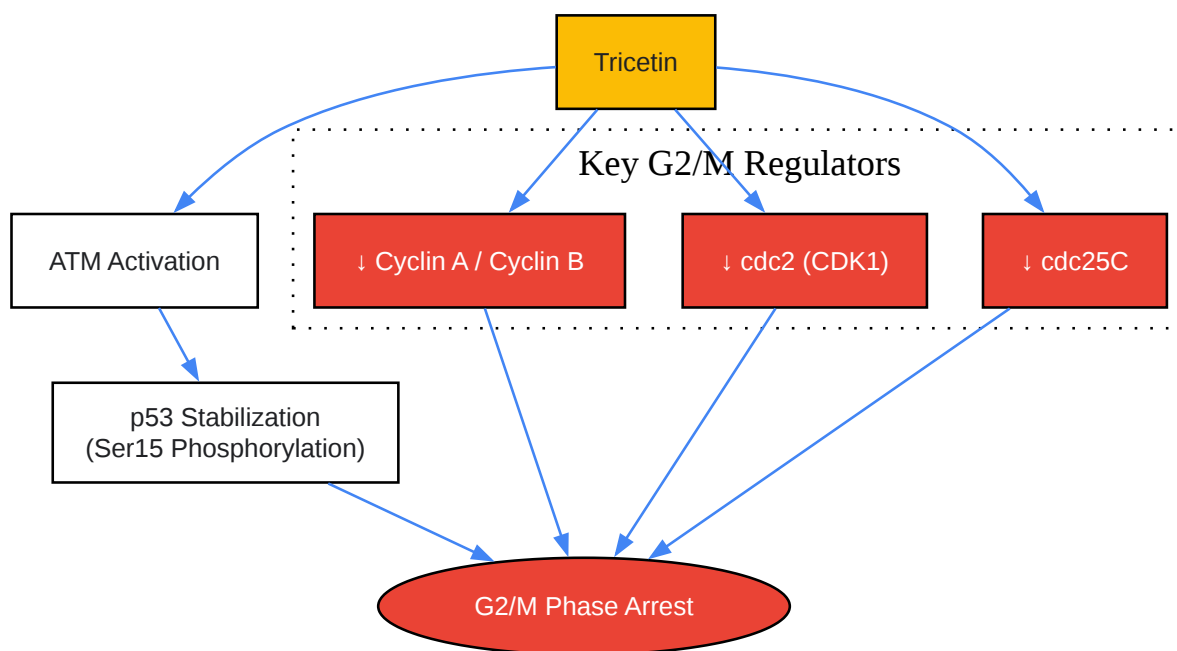 Tricetin
Key G2/M Regulators
ATM Activation
↓ Cyclin A / Cyclin B
↓ cdc2 (CDK1)
↓ cdc25C
p53 Stabilization
(Ser15 Phosphorylation)
G2/M Phase Arrest